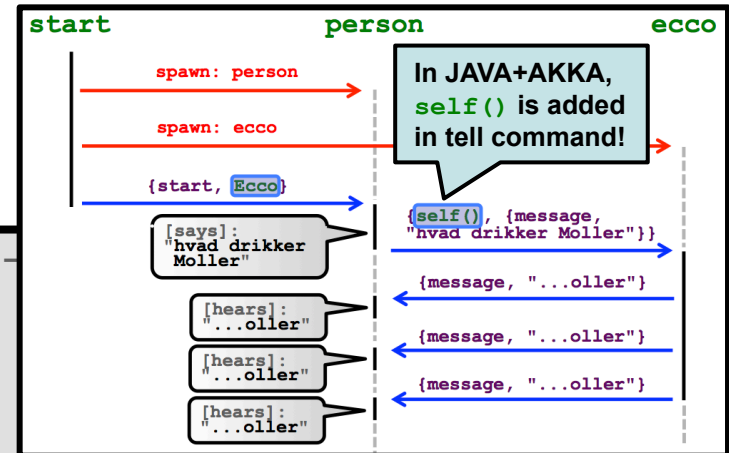 start person ecco
spawn: person
In JAVA+AKKA,
self() is added
in tell command!
spawn: ecco
{start, Ecco}
{self(), {message,
"hvad drikker Moller"}}
[says]:
"hvad drikker
Moller"
{message, "...oller"}
[hears]:
"...oller"
{message, "...oller"}
[hears]:
"...oller"
{message, "...oller"}
[hears]:
"...oller"